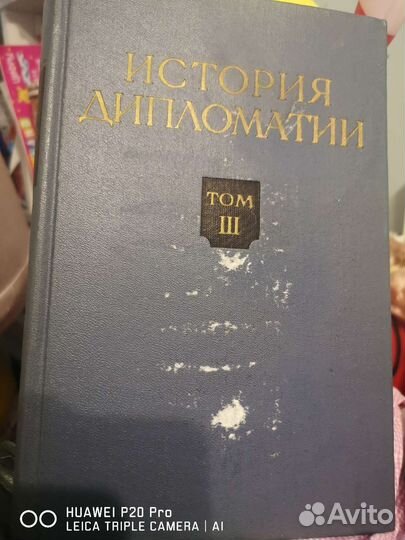 ИСТОРИЯ
ДИПЛОМАТИИ
ТОМ
III
HUAWEI P20 Pro
LEICA TRIPLE CAMERA | AI
Avito